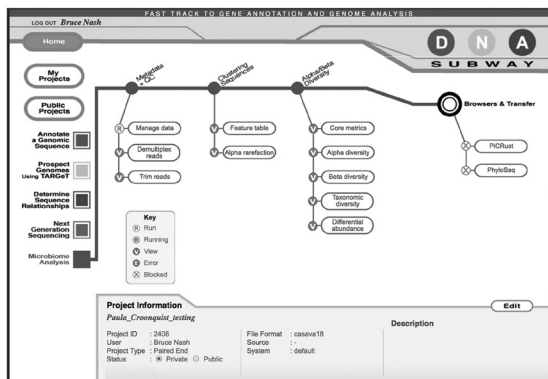 FAST TRACK TO GENE ANNOTATION AND GENOME ANALYSIS
LOG OUT Bruce Nash
Home
D N A
SUBWAY
My
Projects
Public
Projects
Annotate
a Genomic
Sequence
Prospect
Genomes
Using TARGeT
Determine
Sequence
Relationships
Next
Generation
Sequencing
Microbiome
Analysis
Metadata
+ QC
R Manage data
V Demultiplex
reads
V Trim reads
Clustering
Sequences
V Feature table
V Alpha rarefaction
Alpha/Beta
Diversity
V Core metrics
V Alpha diversity
V Beta diversity
V Taxonomic
diversity
V Differential
abundance
Browsers & Transfer
X PiCRust
X PhyloSeq
Key
R Run
R Running
V View
E Error
X Blocked
Project Information
Edit
Paula_Croonquist_testing
Project ID : 2408
User : Bruce Nash
Project Type : Paired End
Status : Private Public
File Format : casava18
Source : -
System : default
Description